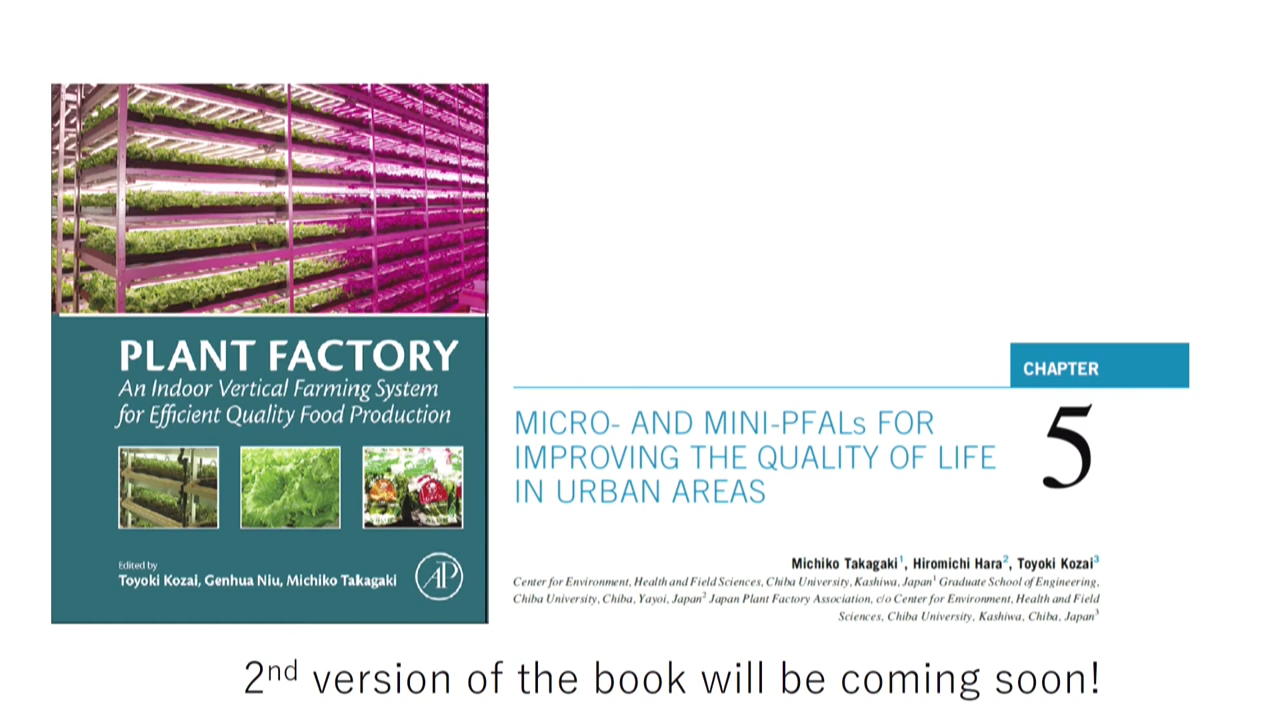 PLANT FACTORY
An Indoor Vertical Farming System
for Efficient Quality Food Production
Edited by
Toyoki Kozai, Genhua Niu, Michiko Takagaki
AP
CHAPTER
5
MICRO- AND MINI-PFALs FOR
IMPROVING THE QUALITY OF LIFE
IN URBAN AREAS
Michiko Takagaki¹, Hiromichi Hara², Toyoki Kozai³
Center for Environment, Health and Field Sciences, Chiba University, Kashiwa, Japan¹ Graduate School of Engineering,
Chiba University, Chiba, Yayoi, Japan² Japan Plant Factory Association, c/o Center for Environment, Health and Field
Sciences, Chiba University, Kashiwa, Chiba, Japan³
2nd version of the book will be coming soon!